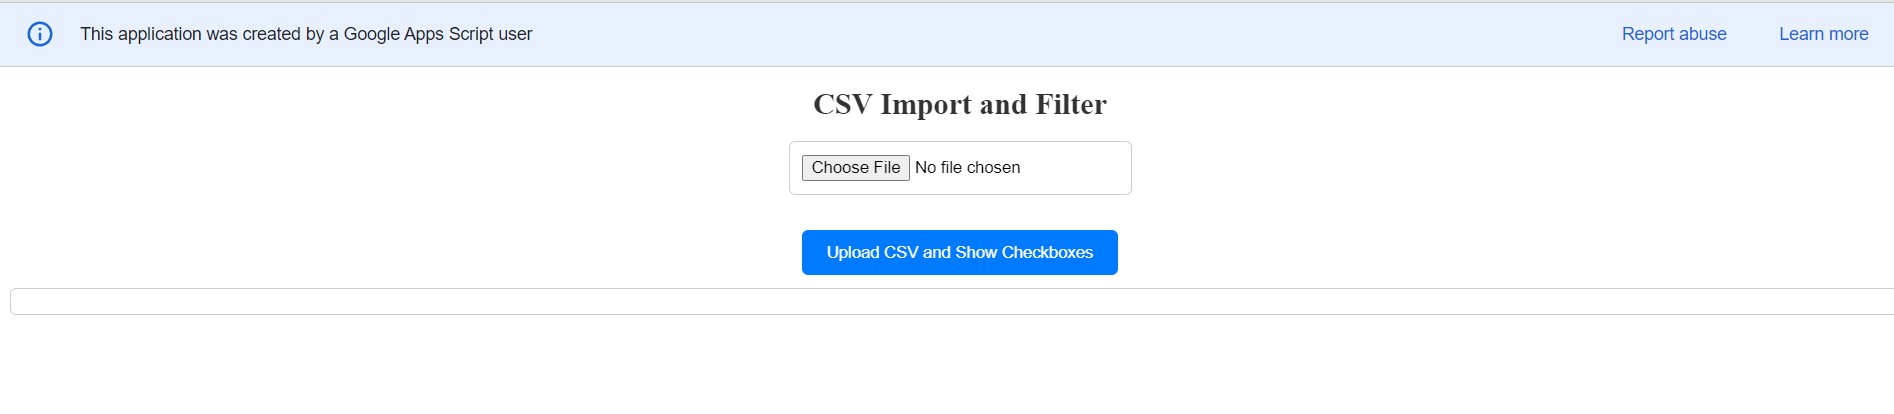 This application was created by a Google Apps Script user Report abuse Learn more
CSV Import and Filter
Choose File No file chosen
Upload CSV and Show Checkboxes